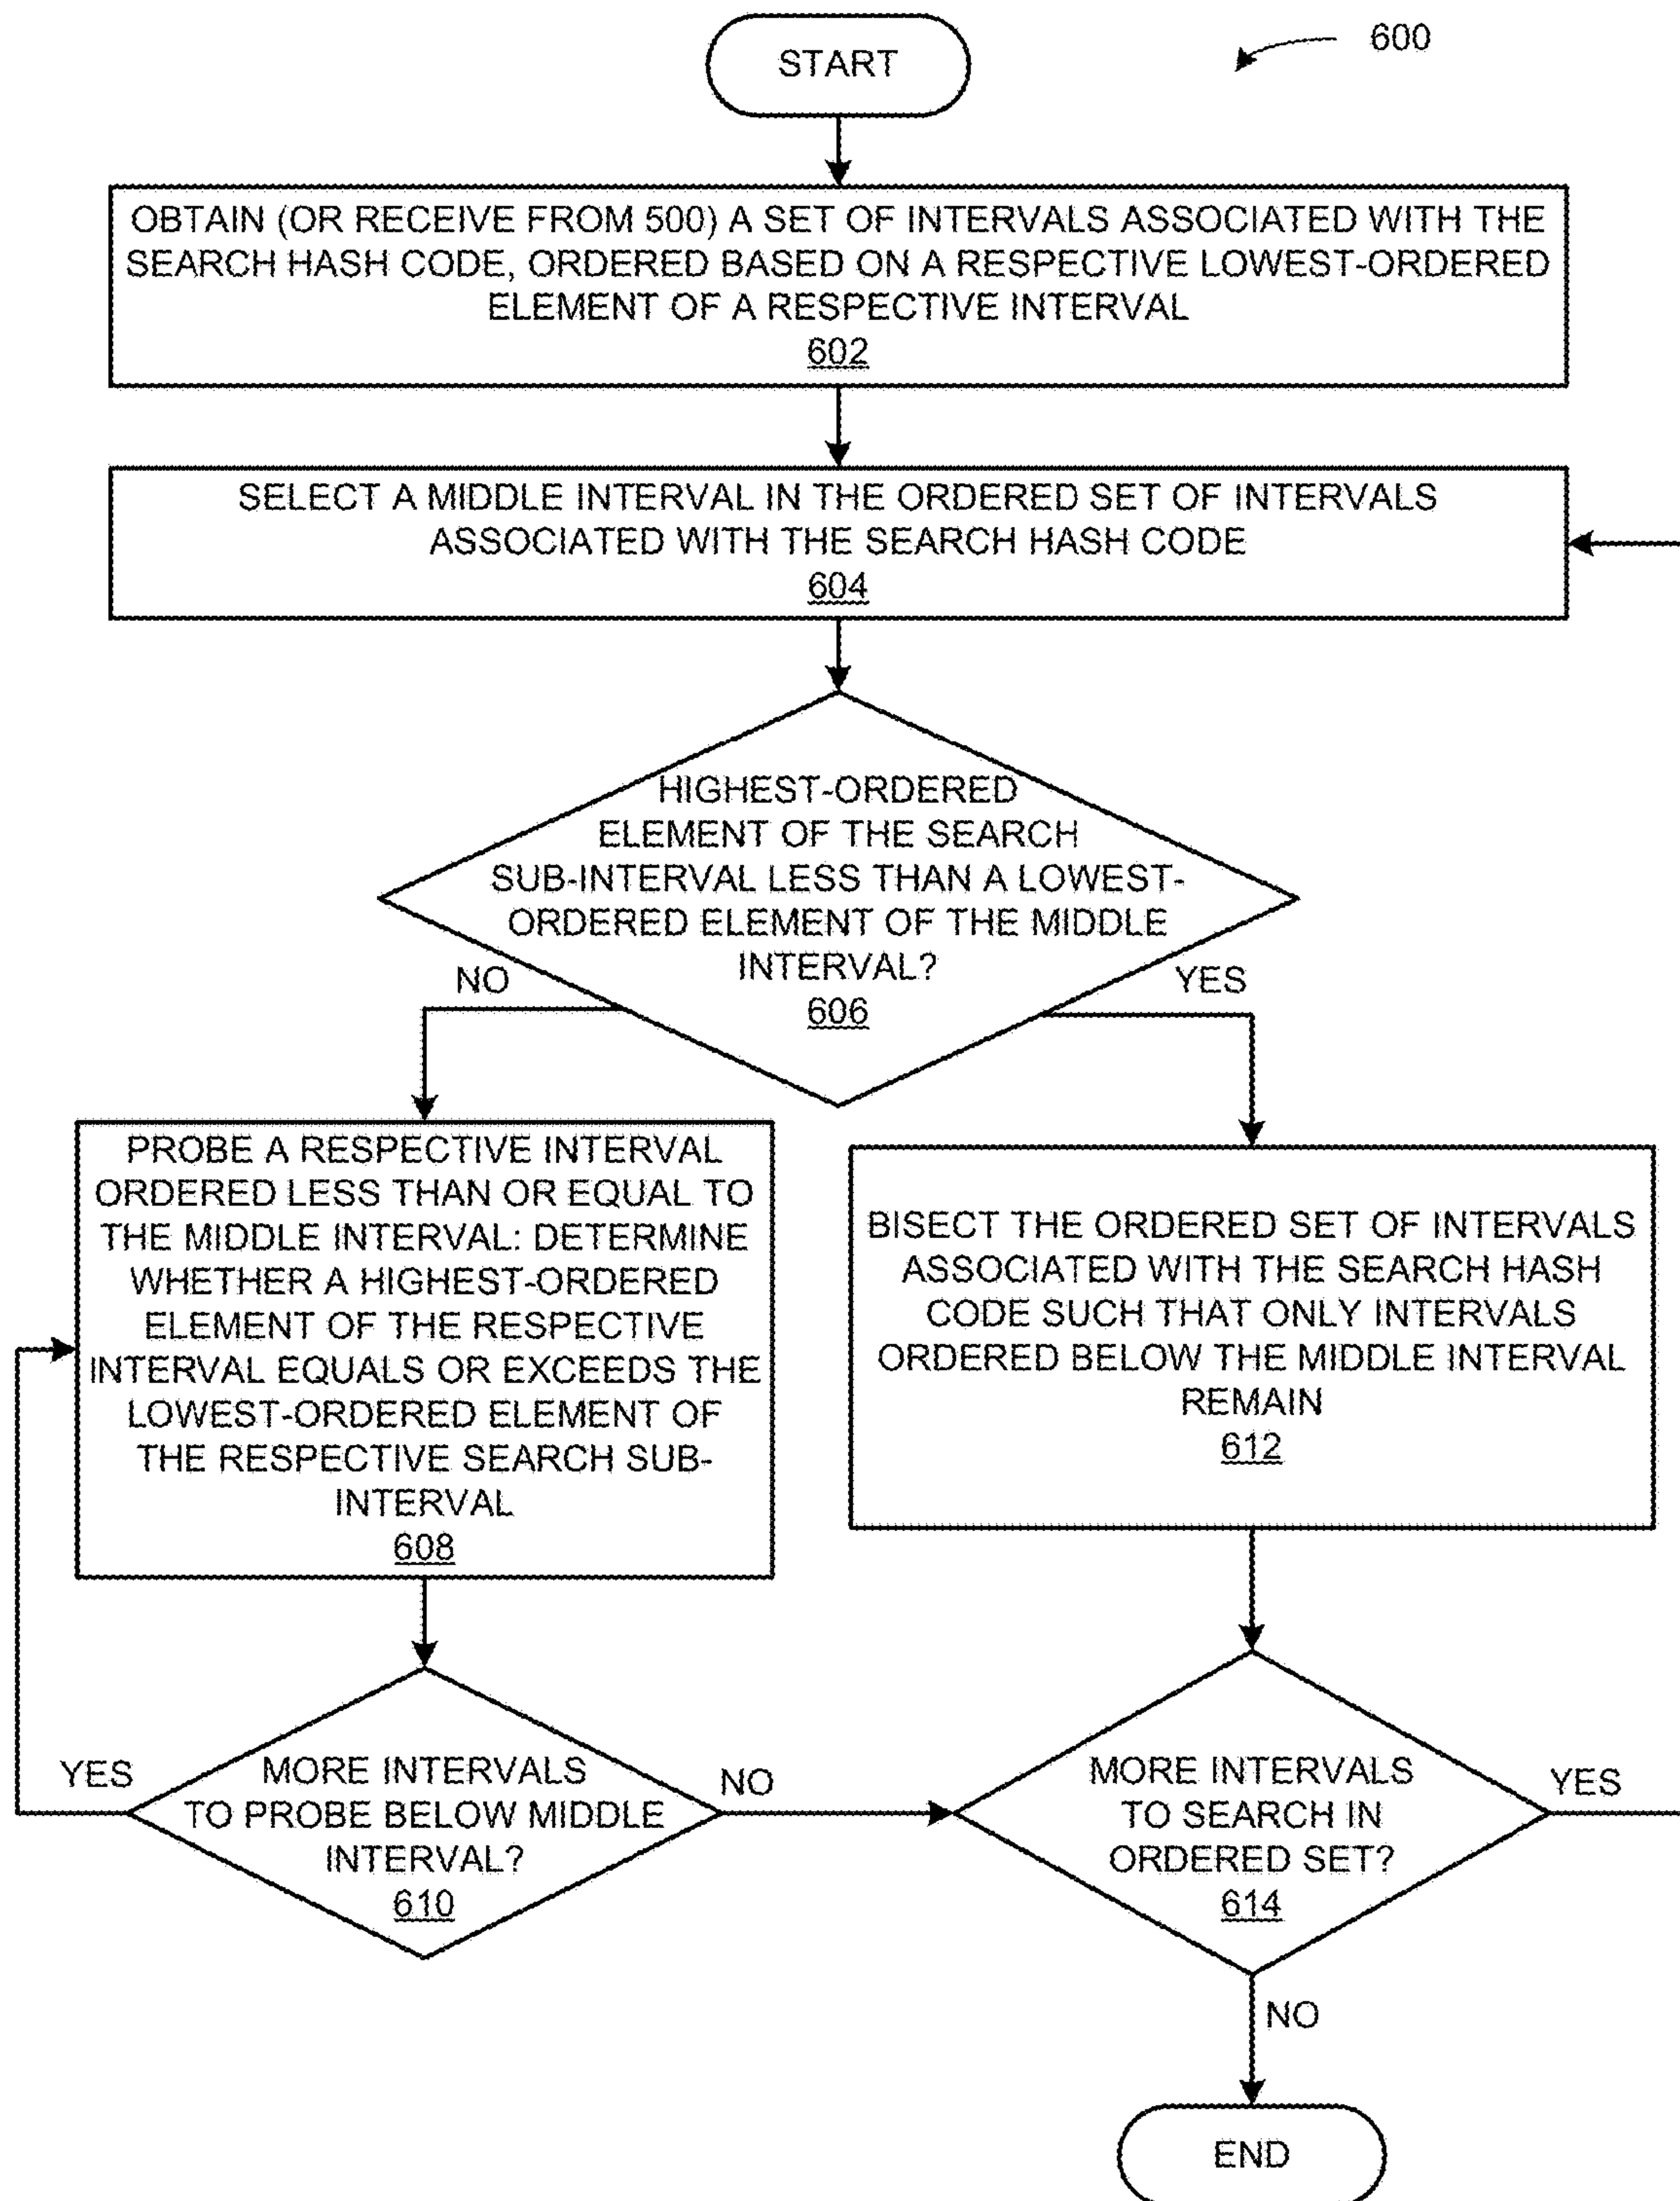 START
600
OBTAIN (OR RECEIVE FROM 500) A SET OF INTERVALS ASSOCIATED WITH THE
SEARCH HASH CODE, ORDERED BASED ON A RESPECTIVE LOWEST-ORDERED
ELEMENT OF A RESPECTIVE INTERVAL
602
SELECT A MIDDLE INTERVAL IN THE ORDERED SET OF INTERVALS
ASSOCIATED WITH THE SEARCH HASH CODE
604
HIGHEST-ORDERED
ELEMENT OF THE SEARCH
SUB-INTERVAL LESS THAN A LOWEST-
ORDERED ELEMENT OF THE MIDDLE
INTERVAL?
606
NO
YES
PROBE A RESPECTIVE INTERVAL
ORDERED LESS THAN OR EQUAL TO
THE MIDDLE INTERVAL: DETERMINE
WHETHER A HIGHEST-ORDERED
ELEMENT OF THE RESPECTIVE
INTERVAL EQUALS OR EXCEEDS THE
LOWEST-ORDERED ELEMENT OF
THE RESPECTIVE SEARCH SUB-
INTERVAL
608
BISECT THE ORDERED SET OF INTERVALS
ASSOCIATED WITH THE SEARCH HASH
CODE SUCH THAT ONLY INTERVALS
ORDERED BELOW THE MIDDLE INTERVAL
REMAIN
612
YES
MORE INTERVALS
TO PROBE BELOW MIDDLE
INTERVAL?
610
NO
MORE INTERVALS
TO SEARCH IN
ORDERED SET?
614
YES
NO
END